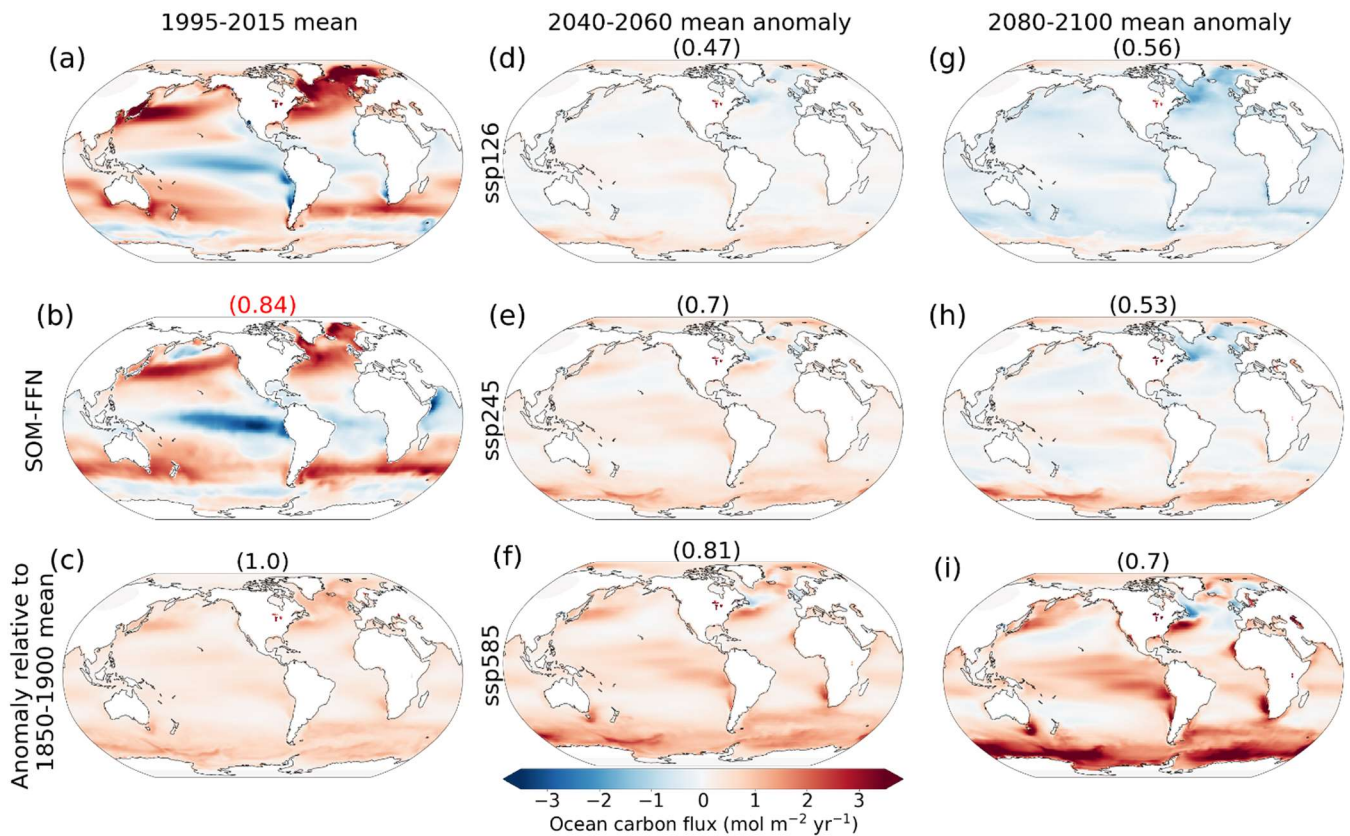 1995-2015 mean
2040-2060 mean anomaly
2080-2100 mean anomaly
(a)
(d)
(0.47)
(g)
(0.56)
ssp126
(b)
(0.84)
(e)
(0.7)
(h)
(0.53)
SOM-FFN
ssp245
(c)
(1.0)
(f)
(0.81)
(i)
(0.7)
Anomaly relative to
1850-1900 mean
ssp585
−3 −2 −1 0 1 2 3
Ocean carbon flux (mol m⁻² yr⁻¹)